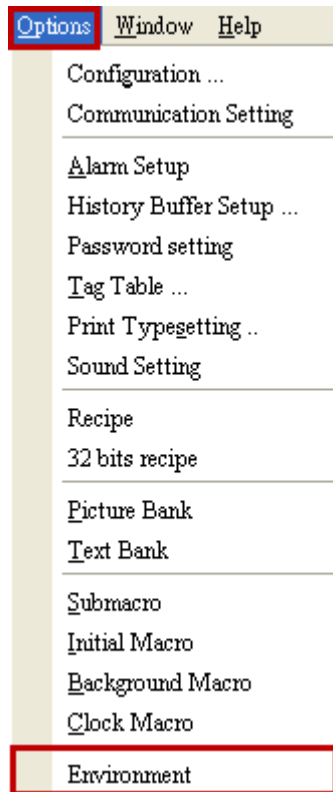 Options Window Help
Configuration ...
Communication Setting
Alarm Setup
History Buffer Setup ...
Password setting
Tag Table ...
Print Typesetting ..
Sound Setting
Recipe
32 bits recipe
Picture Bank
Text Bank
Submacro
Initial Macro
Background Macro
Clock Macro
Environment